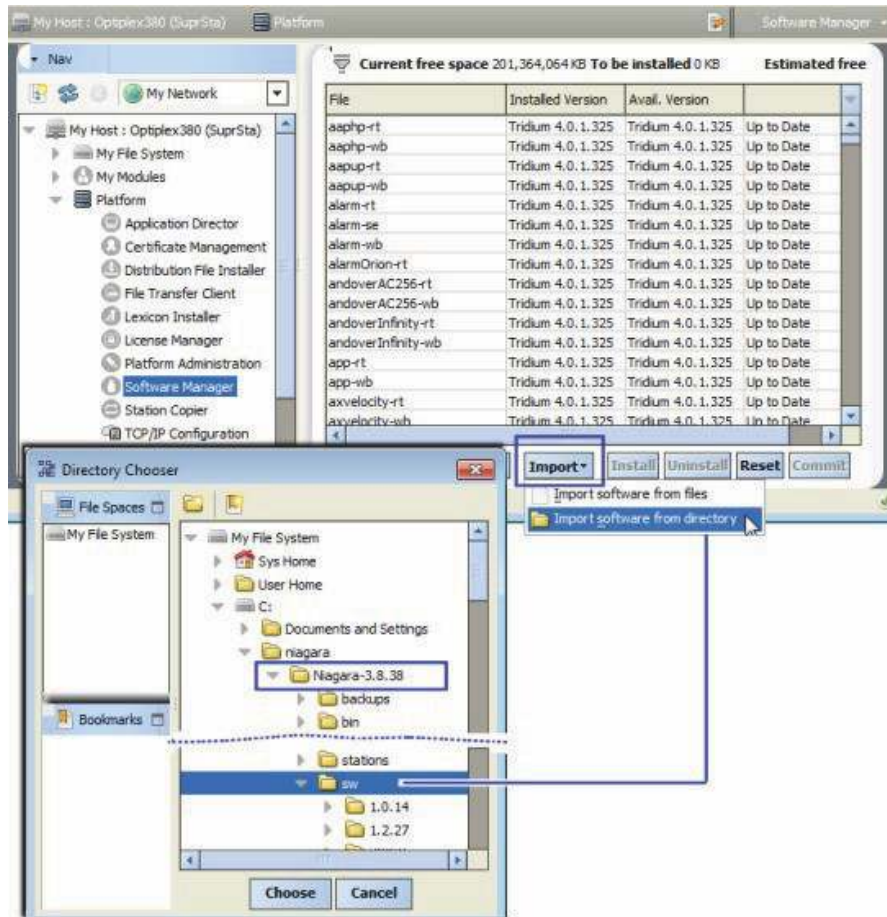 My Host : Optiplex380 (SuprSta) Platform Software Manager
Nav
My Network
My Host : Optiplex380 (SuprSta)
My File System
My Modules
Platform
Application Director
Certificate Management
Distribution File Installer
File Transfer Client
Lexicon Installer
License Manager
Platform Administration
Software Manager
Station Copier
TCP/IP Configuration
Current free space 201,364,064 KB To be installed 0 KB Estimated free
File Installed Version Avail. Version
aaphp-rt Tridium 4.0.1.325 Tridium 4.0.1.325 Up to Date
aaphp-wb Tridium 4.0.1.325 Tridium 4.0.1.325 Up to Date
aapup-rt Tridium 4.0.1.325 Tridium 4.0.1.325 Up to Date
aapup-wb Tridium 4.0.1.325 Tridium 4.0.1.325 Up to Date
alarm-rt Tridium 4.0.1.325 Tridium 4.0.1.325 Up to Date
alarm-se Tridium 4.0.1.325 Tridium 4.0.1.325 Up to Date
alarm-wb Tridium 4.0.1.325 Tridium 4.0.1.325 Up to Date
alarmOrion-rt Tridium 4.0.1.325 Tridium 4.0.1.325 Up to Date
andoverAC256-rt Tridium 4.0.1.325 Tridium 4.0.1.325 Up to Date
andoverAC256-wb Tridium 4.0.1.325 Tridium 4.0.1.325 Up to Date
andoverInfinity-rt Tridium 4.0.1.325 Tridium 4.0.1.325 Up to Date
andoverInfinity-wb Tridium 4.0.1.325 Tridium 4.0.1.325 Up to Date
app-rt Tridium 4.0.1.325 Tridium 4.0.1.325 Up to Date
app-wb Tridium 4.0.1.325 Tridium 4.0.1.325 Up to Date
axvelocity-rt Tridium 4.0.1.325 Tridium 4.0.1.325 Up to Date
axvelocity-wb Tridium 4.0.1.325 Tridium 4.0.1.325 Up to Date
Import Install Uninstall Reset Commit
Import software from files
Import software from directory
Directory Chooser
File Spaces
My File System
Bookmarks
My File System
Sys Home
User Home
C:
Documents and Settings
niagara
Niagara-3.8.38
backups
bin
stations
sw
1.0.14
1.2.27
Choose Cancel